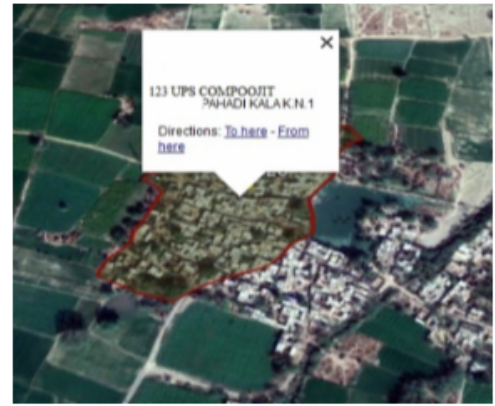 123 UPS COMPOOJIT
PAHADI KALA K.N.1
Directions: To here - From
here